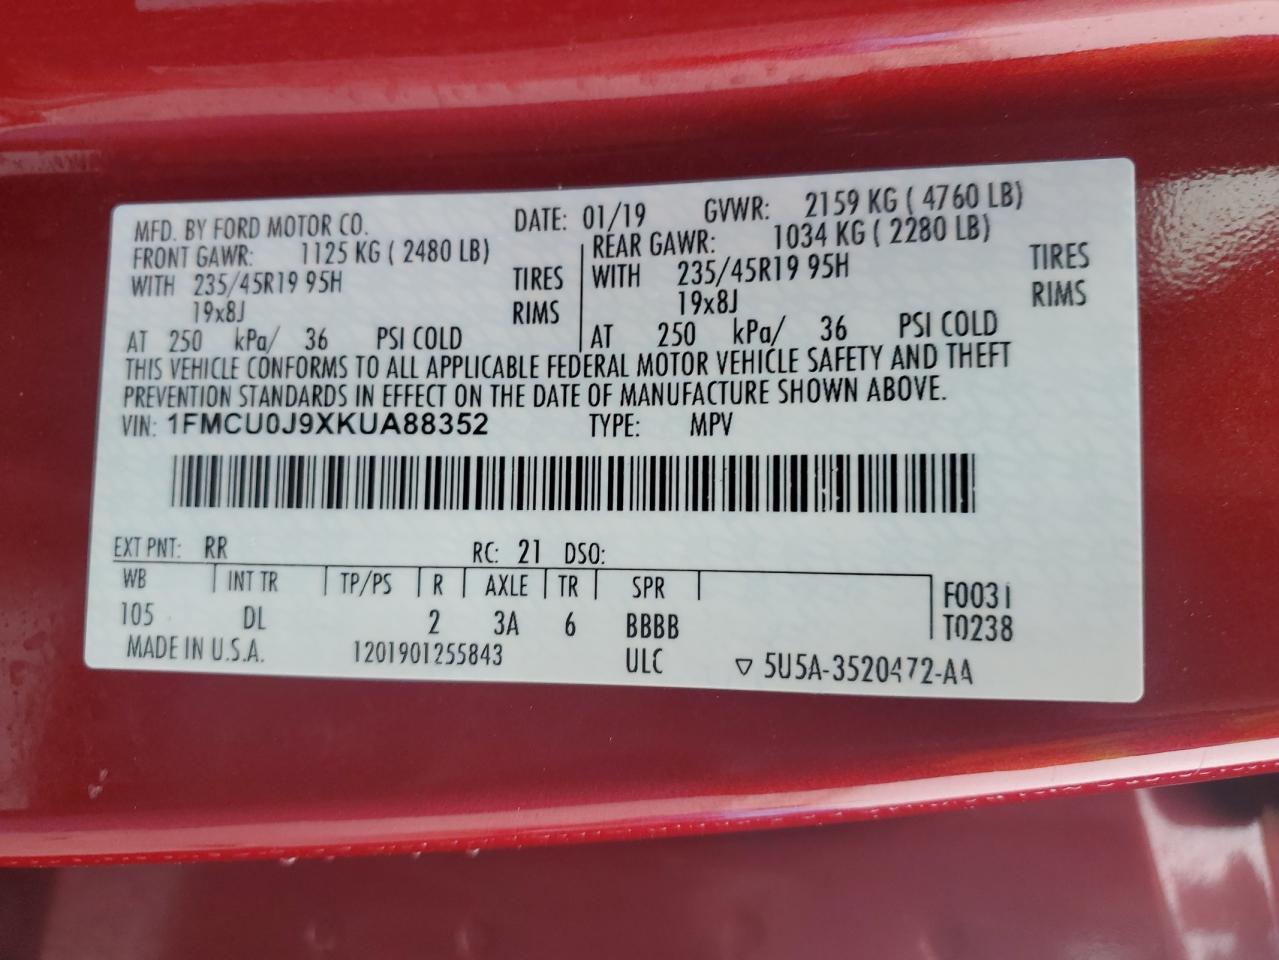 MFD. BY FORD MOTOR CO. DATE: 01/19 GVWR: 2159 KG ( 4760 LB)
FRONT GAWR: 1125 KG ( 2480 LB) REAR GAWR: 1034 KG ( 2280 LB)
WITH 235/45R19 95H TIRES WITH 235/45R19 95H TIRES
19x8J RIMS 19x8J RIMS
AT 250 kPa/ 36 PSI COLD AT 250 kPa/ 36 PSI COLD
THIS VEHICLE CONFORMS TO ALL APPLICABLE FEDERAL MOTOR VEHICLE SAFETY AND THEFT
PREVENTION STANDARDS IN EFFECT ON THE DATE OF MANUFACTURE SHOWN ABOVE.
VIN: 1FMCU0J9XKUA88352 TYPE: MPV
EXT PNT: RR RC: 21 DSO:
WB INT TR TP/PS R AXLE TR SPR F0031
105 DL 2 3A 6 BBBB T0238
MADE IN U.S.A. 1201901255843 ULC ▽ 5U5A-3520472-AA